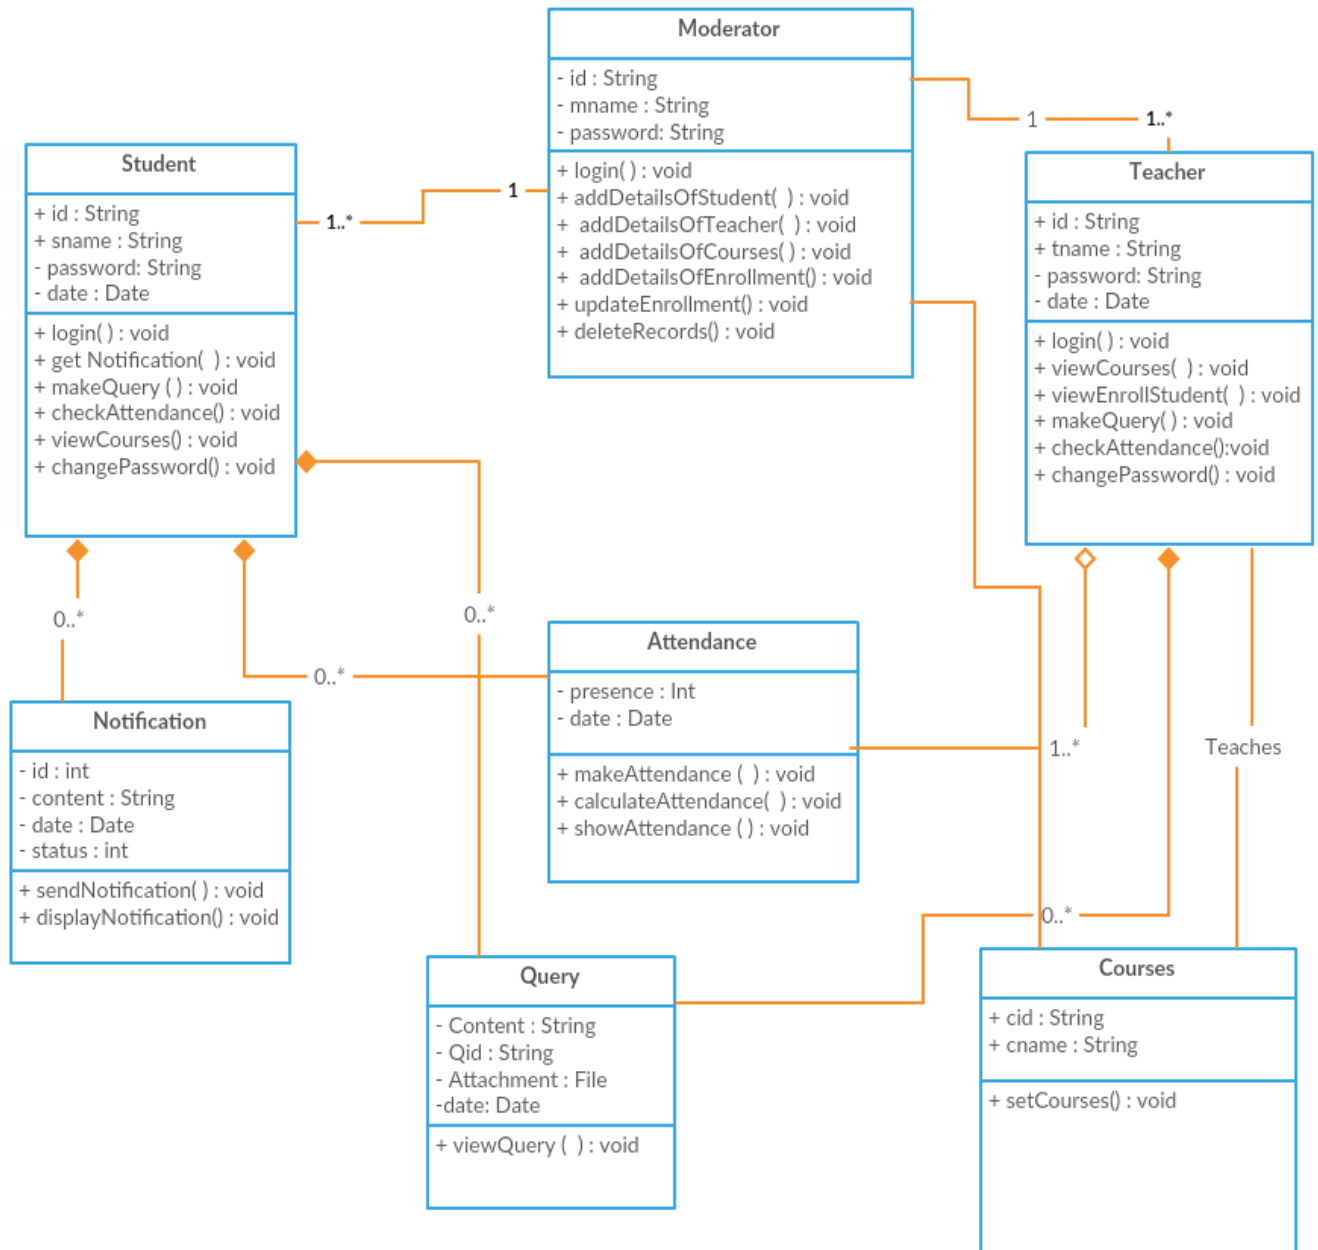 Moderator
- id : String
- mname : String
- password: String
+ login( ) : void
+ addDetailsOfStudent(  ) : void
+  addDetailsOfTeacher(  ) : void
+  addDetailsOfCourses( ) : void
+  addDetailsOfEnrollment() : void
+ updateEnrollment() : void
+ deleteRecords() : void
1
1..*
Student
+ id : String
+ sname : String
- password: String
- date : Date
+ login( ) : void
+ get Notification(  ) : void
+ makeQuery ( ) : void
+ checkAttendance() : void
+ viewCourses() : void
+ changePassword() : void
1..*
1
Teacher
+ id : String
+ tname : String
- password: String
- date : Date
+ login( ) : void
+ viewCourses(  ) : void
+ viewEnrollStudent(  ) : void
+ makeQuery( ) : void
+ checkAttendance():void
+ changePassword() : void
0..*
0..*
0..*
Attendance
- presence : Int
- date : Date
+ makeAttendance (  ) : void
+ calculateAttendance(  ) : void
+ showAttendance ( ) : void
1..*
Teaches
Notification
- id : int
- content : String
- date : Date
- status : int
+ sendNotification( ) : void
+ displayNotification() : void
0..*
Query
- Content : String
- Qid : String
- Attachment : File
-date: Date
+ viewQuery (  ) : void
Courses
+ cid : String
+ cname : String
+ setCourses() : void